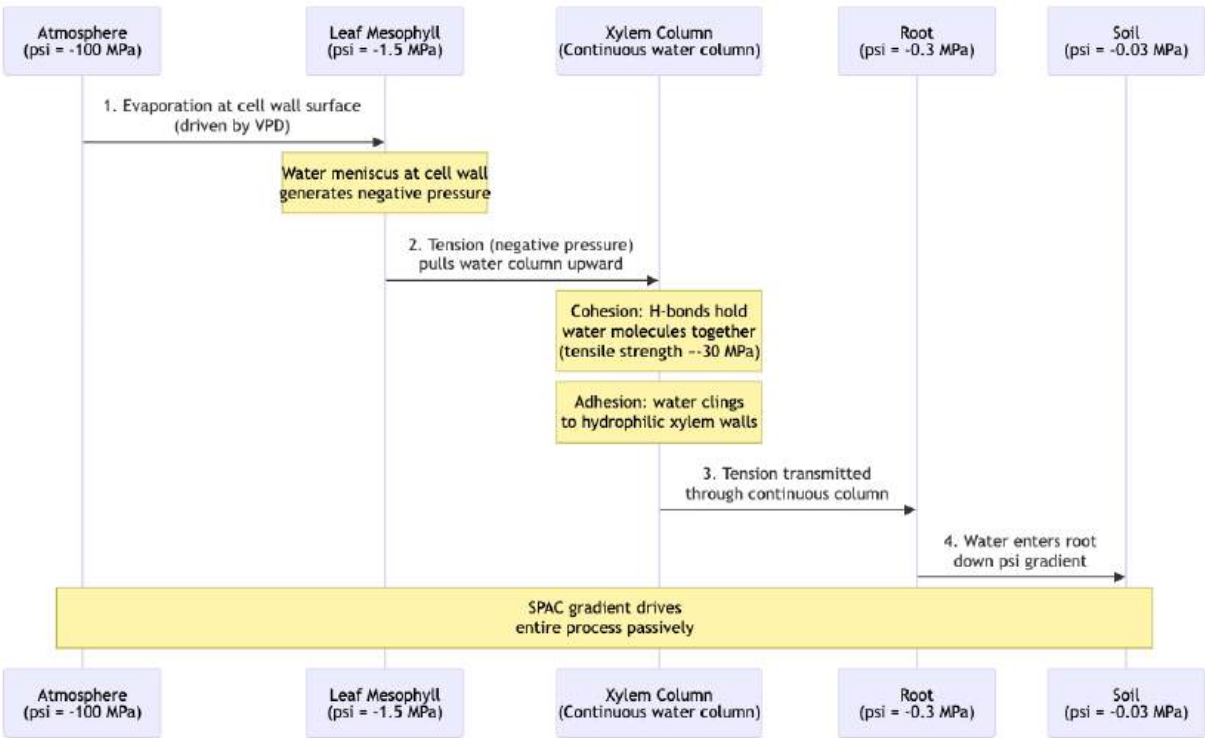 Atmosphere
(psi = -100 MPa)
Leaf Mesophyll
(psi = -1.5 MPa)
Xylem Column
(Continuous water column)
Root
(psi = -0.3 MPa)
Soil
(psi = -0.03 MPa)
1. Evaporation at cell wall surface
(driven by VPD)
Water meniscus at cell wall
generates negative pressure
2. Tension (negative pressure)
pulls water column upward
Cohesion: H-bonds hold
water molecules together
(tensile strength ~-30 MPa)
Adhesion: water clings
to hydrophilic xylem walls
3. Tension transmitted
through continuous column
4. Water enters root
down psi gradient
SPAC gradient drives
entire process passively
Atmosphere
(psi = -100 MPa)
Leaf Mesophyll
(psi = -1.5 MPa)
Xylem Column
(Continuous water column)
Root
(psi = -0.3 MPa)
Soil
(psi = -0.03 MPa)